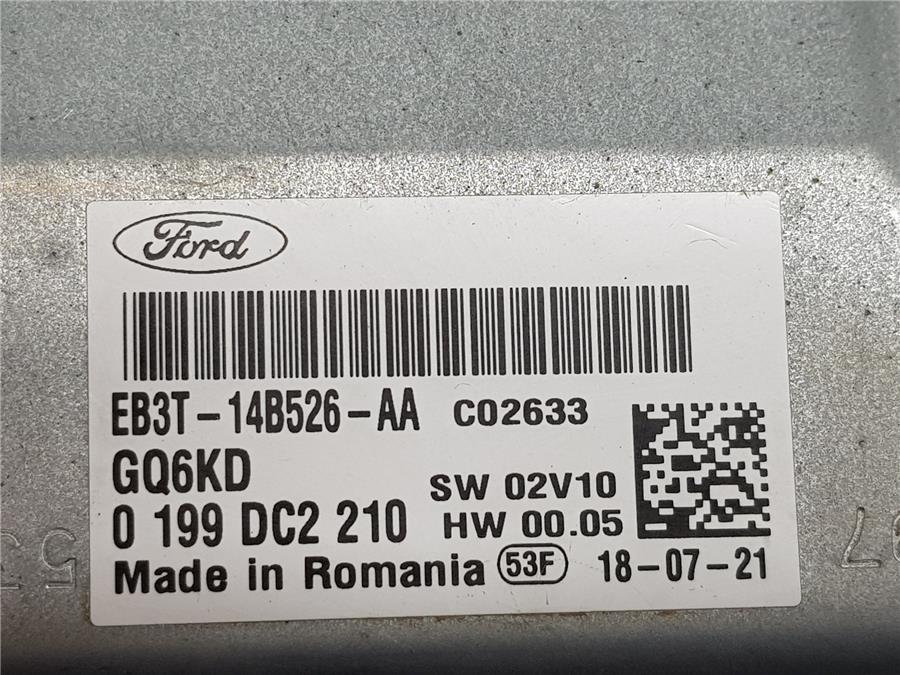 Ford
EB3T-14B526-AA C02633
GQ6KD
SW 02V10
0 199 DC2 210 HW 00.05
Made in Romania 53F 18-07-21